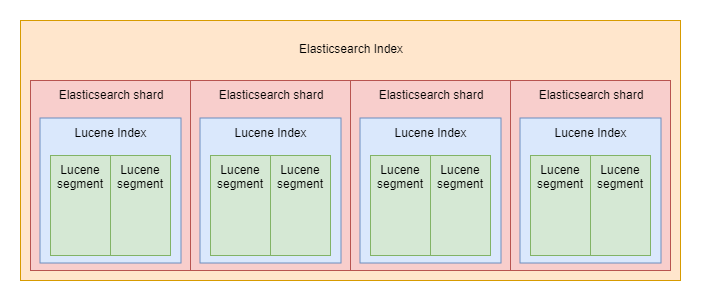 Elasticsearch Index
Elasticsearch shard
Elasticsearch shard
Elasticsearch shard
Elasticsearch shard
Lucene Index
Lucene Index
Lucene Index
Lucene Index
Lucene
segment
Lucene
segment
Lucene
segment
Lucene
segment
Lucene
segment
Lucene
segment
Lucene
segment
Lucene
segment